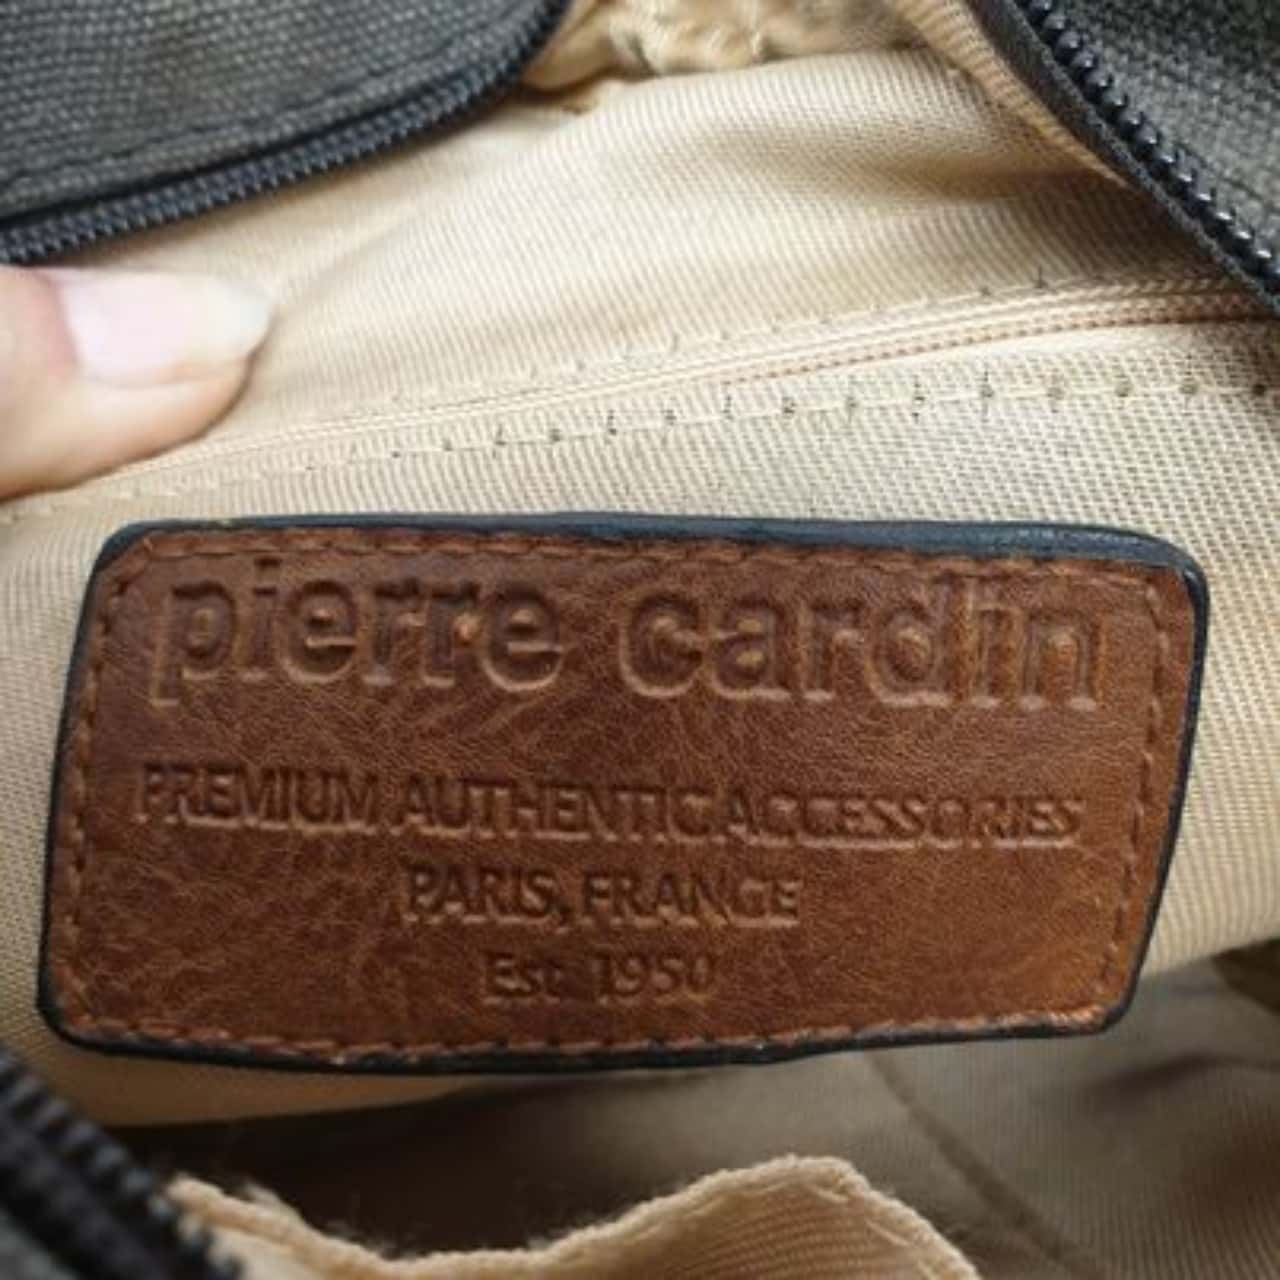 pierre cardin
PREMIUM AUTHENTIC ACCESSORIES
PARIS, FRANCE
Est 1950